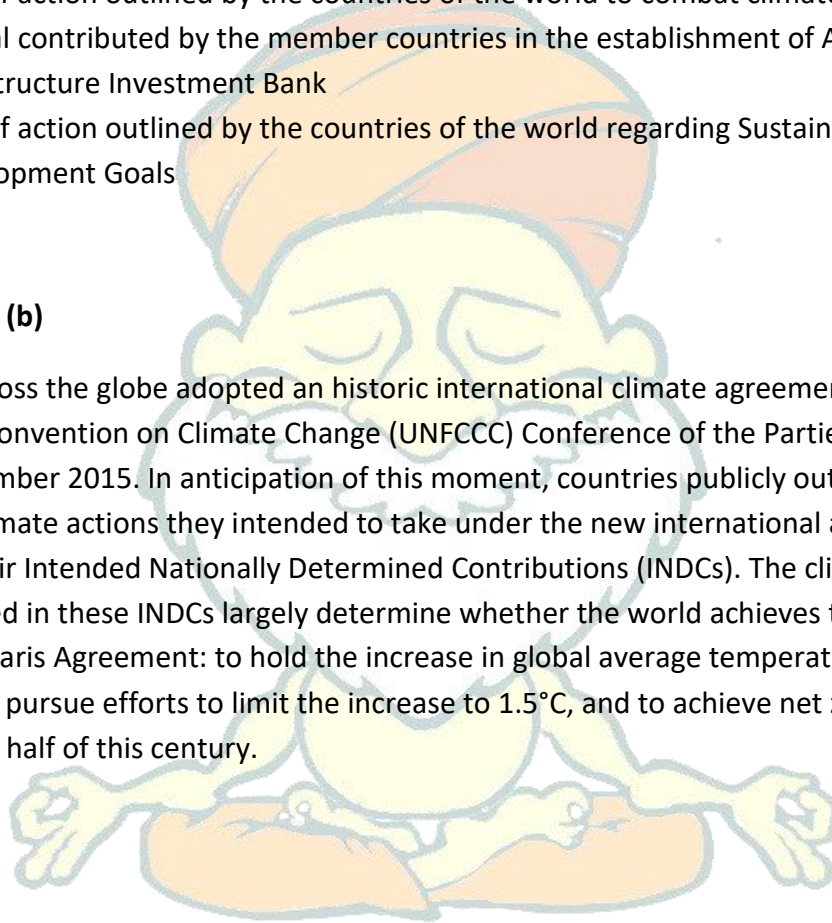 action outlined by the countries of the world to combat climate
l contributed by the member countries in the establishment of A
tructure Investment Bank
f action outlined by the countries of the world regarding Sustain
opment Goals
(b)
oss the globe adopted an historic international climate agreemen
onvention on Climate Change (UNFCCC) Conference of the Partie
mber 2015. In anticipation of this moment, countries publicly out
mate actions they intended to take under the new international a
ir Intended Nationally Determined Contributions (INDCs). The cli
ed in these INDCs largely determine whether the world achieves t
aris Agreement: to hold the increase in global average temperat
pursue efforts to limit the increase to 1.5°C, and to achieve net z
half of this century.